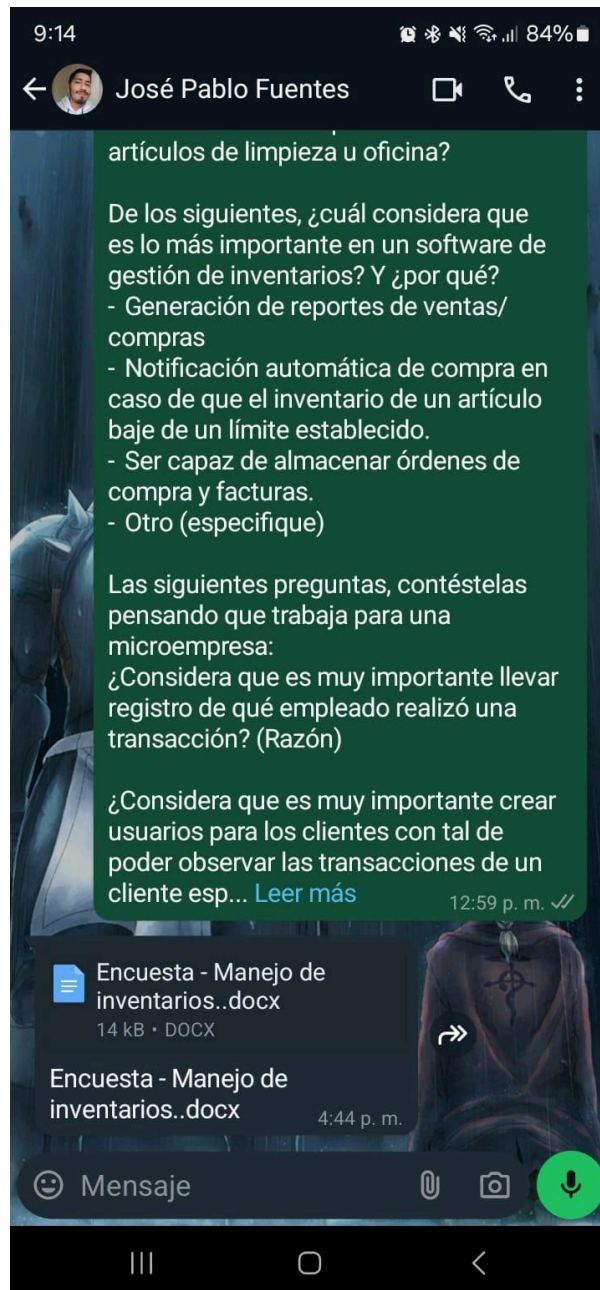 9:14
84%
José Pablo Fuentes
artículos de limpieza u oficina?
De los siguientes, ¿cuál considera que
es lo más importante en un software de
gestión de inventarios? Y ¿por qué?
- Generación de reportes de ventas/
compras
- Notificación automática de compra en
caso de que el inventario de un artículo
baje de un límite establecido.
- Ser capaz de almacenar órdenes de
compra y facturas.
- Otro (especifique)
Las siguientes preguntas, contéstelas
pensando que trabaja para una
microempresa:
¿Considera que es muy importante llevar
registro de qué empleado realizó una
transacción? (Razón)
¿Considera que es muy importante crear
usuarios para los clientes con tal de
poder observar las transacciones de un
cliente esp... Leer más
12:59 p. m.
Encuesta - Manejo de
inventarios..docx
14 kB • DOCX
Encuesta - Manejo de
inventarios..docx
4:44 p. m.
Mensaje